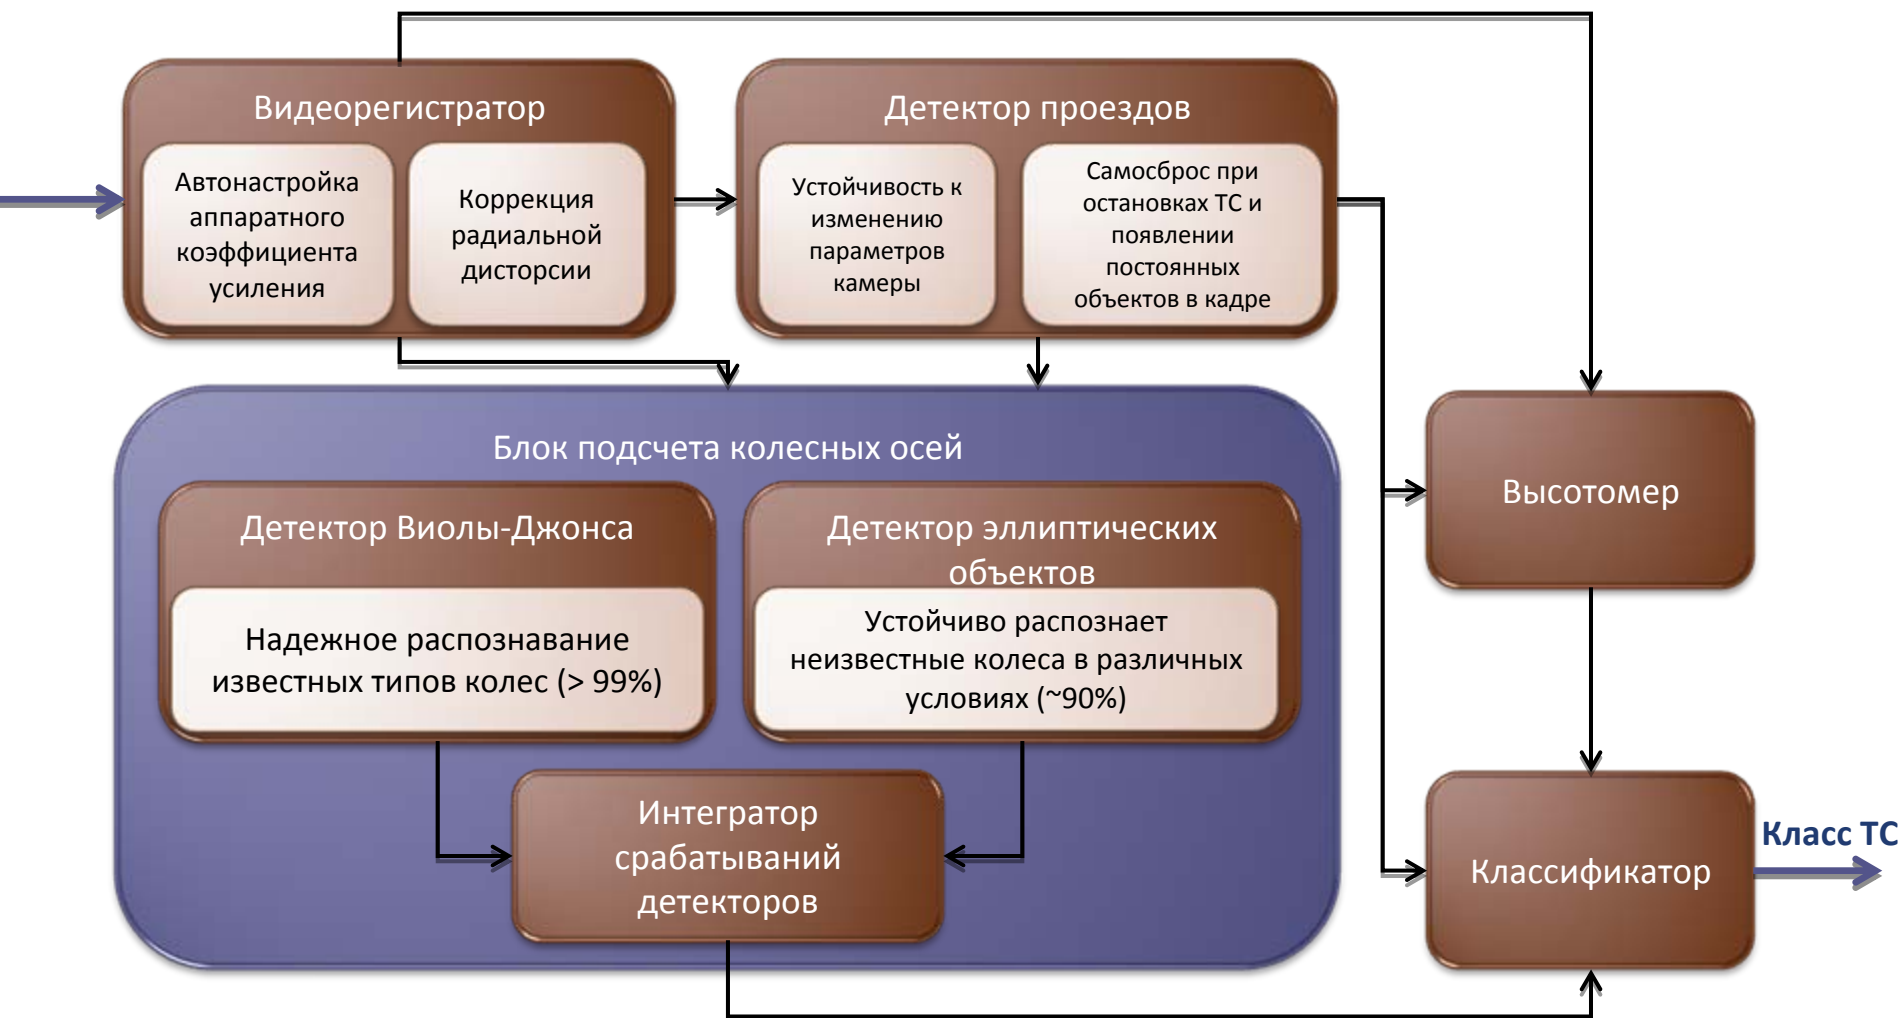 Видеорегистратор
Автонастройка
аппаратного
коэффициента
усиления
Коррекция
радиальной
дисторсии
Детектор проездов
Устойчивость к
изменению
параметров
камеры
Самосброс при
остановках ТС и
появлении
постоянных
объектов в кадре
Блок подсчета колесных осей
Детектор Виолы-Джонса
Надежное распознавание
известных типов колес (> 99%)
Детектор эллиптических
объектов
Устойчиво распознает
неизвестные колеса в различных
условиях (~90%)
Интегратор
срабатываний
детекторов
Высотомер
Классификатор
Класс ТС